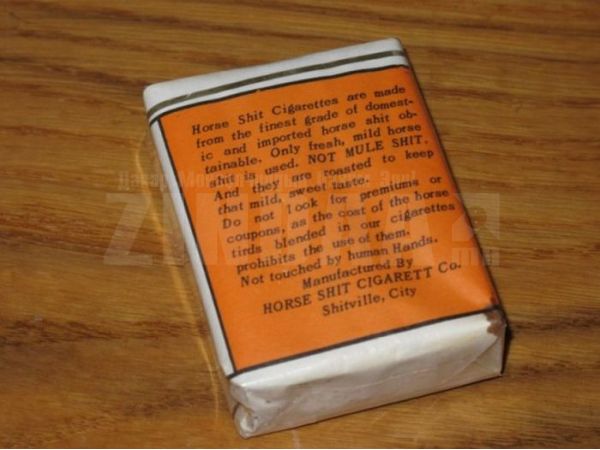 Horse Shit Cigarettes are made
from the finest grade of domest-
ic and imported horse shit ob-
tainable. Only fresh, mild horse
shit is used. NOT MULE SHIT.
And they are roasted to keep
that mild, sweet taste.
Do not look for premiums or
coupons, as the cost of the horse
tirds blended in our cigarettes
prohibits the use of them.
Not touched by human Hands.
Manufactured By
HORSE SHIT CIGARETT Co.
Shitville, City